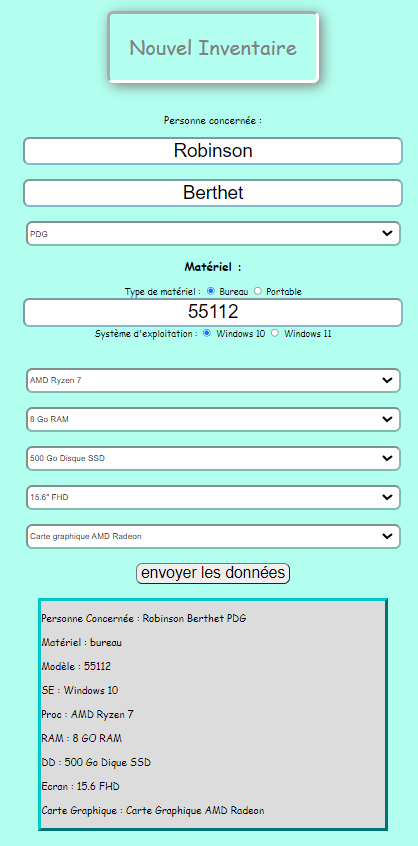 Nouvel Inventaire
Personne concernée :
Robinson
Berthet
PDG
Matériel :
Type de matériel : Bureau Portable
55112
Système d'exploitation : Windows 10 Windows 11
AMD Ryzen 7
8 Go RAM
500 Go Disque SSD
15.6" FHD
Carte graphique AMD Radeon
envoyer les données
Personne Concernée : Robinson Berthet PDG
Matériel : bureau
Modèle : 55112
SE : Windows 10
Proc : AMD Ryzen 7
RAM : 8 GO RAM
DD : 500 Go Dique SSD
Ecran : 15.6 FHD
Carte Graphique : Carte Graphique AMD Radeon